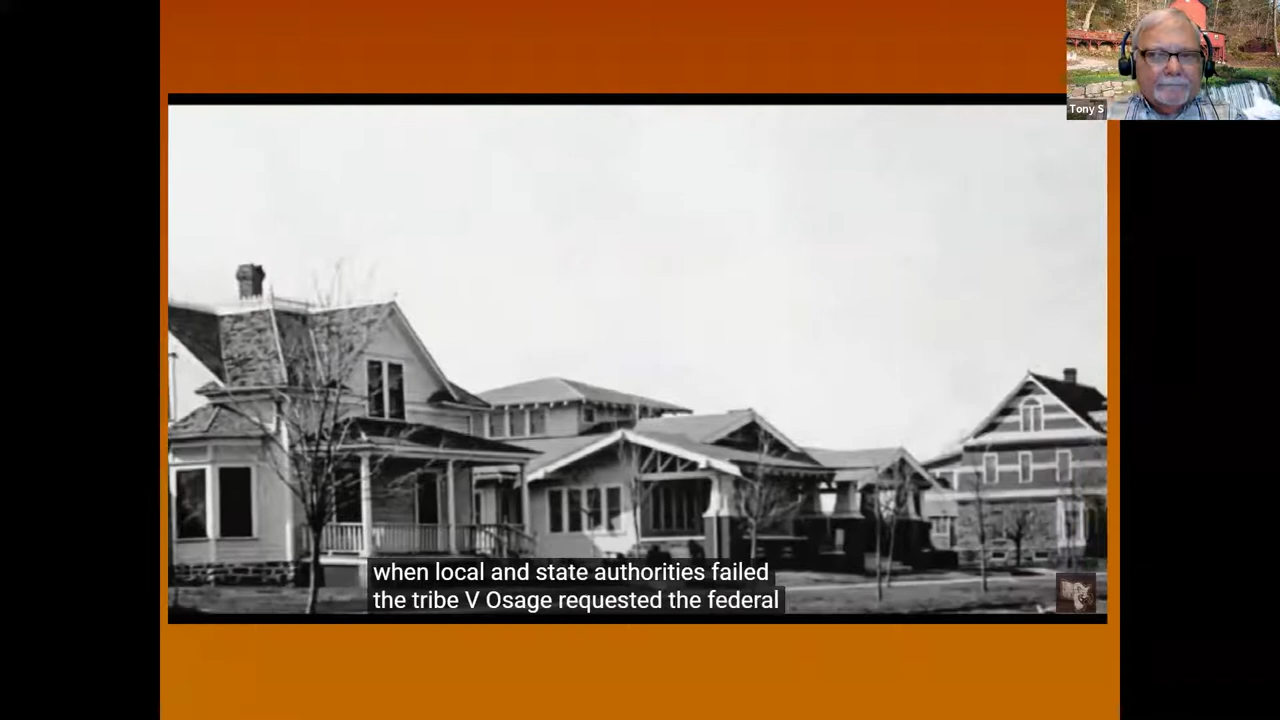 Tony S
when local and state authorities failed
the tribe V Osage requested the federal